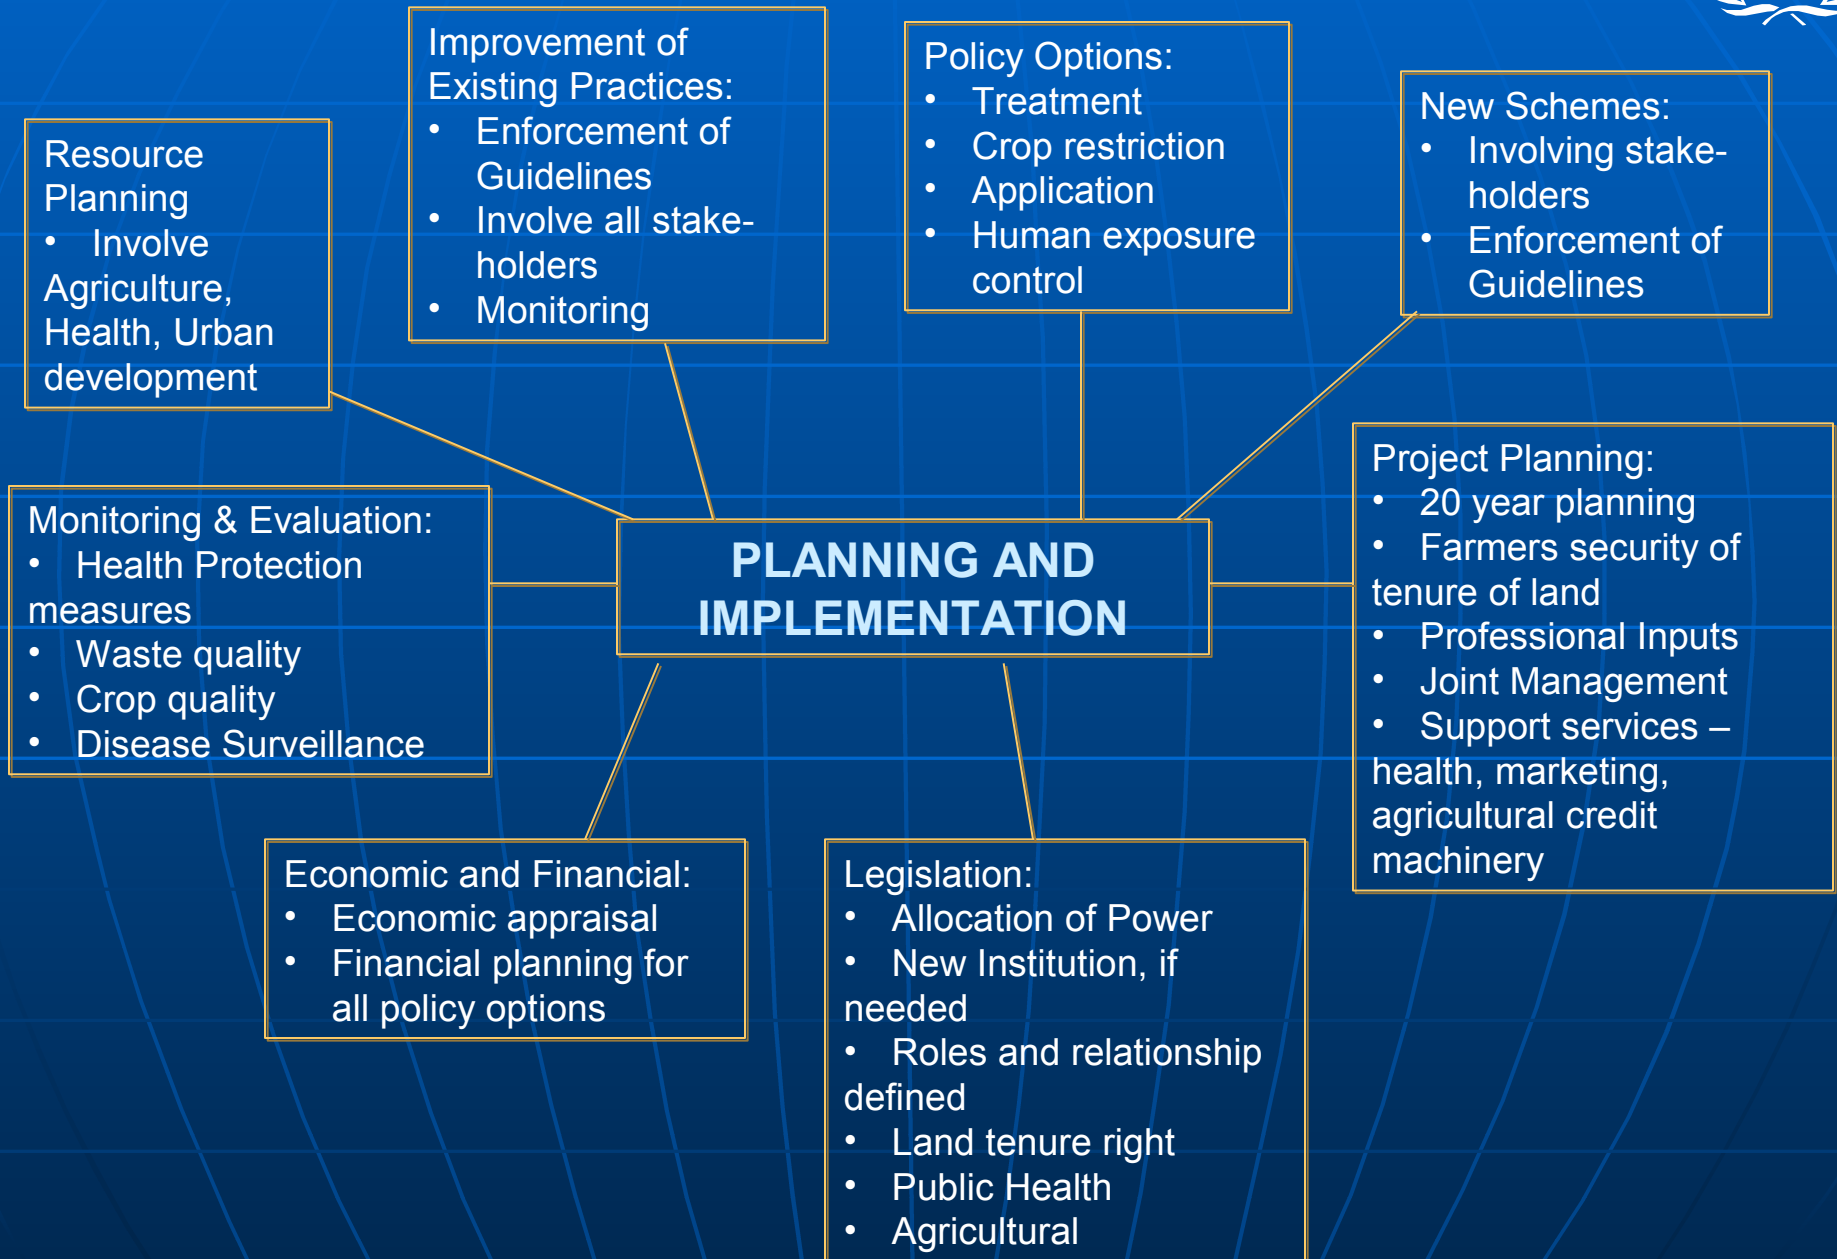 Improvement of
Existing Practices:
• Enforcement of
Guidelines
• Involve all stake-
holders
• Monitoring
Policy Options:
• Treatment
• Crop restriction
• Application
• Human exposure
control
New Schemes:
• Involving stake-
holders
• Enforcement of
Guidelines
Resource
Planning
• Involve
Agriculture,
Health, Urban
development
Project Planning:
• 20 year planning
• Farmers security of
tenure of land
• Professional Inputs
• Joint Management
• Support services –
health, marketing,
agricultural credit
machinery
Monitoring & Evaluation:
• Health Protection
measures
• Waste quality
• Crop quality
• Disease Surveillance
PLANNING AND
IMPLEMENTATION
Economic and Financial:
• Economic appraisal
• Financial planning for
all policy options
Legislation:
• Allocation of Power
• New Institution, if
needed
• Roles and relationship
defined
• Land tenure right
• Public Health
• Agricultural